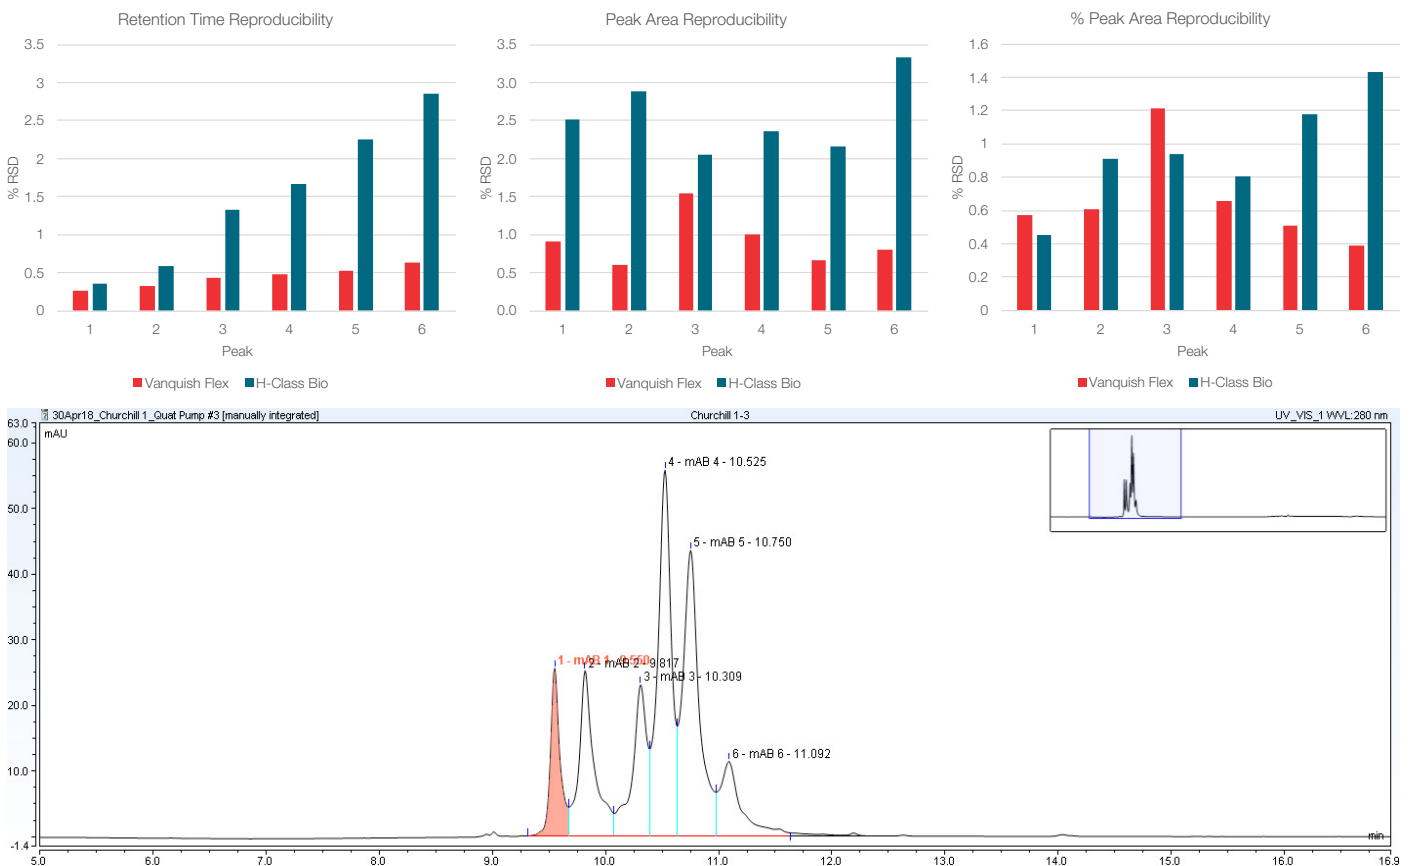 Retention Time Reproducibility
3.5
3
2.5
2
1.5
1
0.5
0
% RSD
1 2 3 4 5 6
Peak
Vanquish Flex H-Class Bio
Peak Area Reproducibility
3.5
3.0
2.5
2.0
1.5
1.0
0.5
0.0
% RSD
1 2 3 4 5 6
Peak
Vanquish Flex H-Class Bio
% Peak Area Reproducibility
1.6
1.4
1.2
1
0.8
0.6
0.4
0.2
0
% RSD
1 2 3 4 5 6
Peak
Vanquish Flex H-Class Bio
30Apr18_Churchill 1_Quat Pump #3 [manually integrated] Churchill 1-3 UV_VIS_1 WVL:280 nm
mAU
63.0
60.0
50.0
40.0
30.0
20.0
10.0
-1.4
4 - mAB 4 - 10.525
5 - mAB 5 - 10.750
1 - mAB 1 - 9.550
2 - mAB 2 - 9.817
3 - mAB 3 - 10.309
6 - mAB 6 - 11.092
min
5.0 6.0 7.0 8.0 9.0 10.0 11.0 12.0 13.0 14.0 15.0 16.9